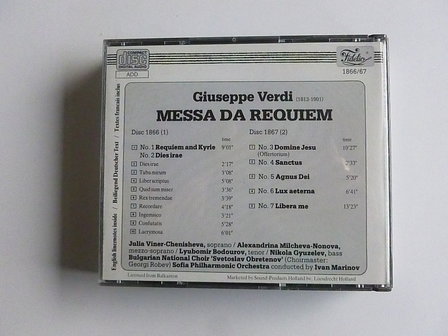 COMPACT
disc
DIGITAL AUDIO
ADD
Fidelio
1866/67
English linernotes inside / Beiliegend Deutscher Text / Textes français inclus
Giuseppe Verdi (1813-1901)
MESSA DA REQUIEM
Disc 1866 (1) time
No. 1 Requiem and Kyrie 9'01"
No. 2 Dies irae
Dies irae 2'17"
Tuba mirum 3'08"
Liber scriptus 5'08"
Quid sum miser 3'36"
Rex tremendae 3'39"
Recordare 4'18"
Ingemisco 3'21"
Confutatis 5'28"
Lacrymosa 6'01"
Disc 1867 (2) time
No. 3 Domine Jesu 10'27"
(Offertorium)
No. 4 Sanctus 2'33"
No. 5 Agnus Dei 5'20"
No. 6 Lux aeterna 6'41"
No. 7 Libera me 13'23"
Julia Viner-Chenisheva, soprano / Alexandrina Milcheva-Nonova,
mezzo-soprano / Lyubomir Bodourov, tenor / Nikola Gyuzelev, bass
Bulgarian National Choir 'Svetoslav Obretenov' (Choirmaster:
Georgi Robev) Sofia Philharmonic Orchestra conducted by Ivan Marinov
Licensed from Balkanton
Marketed by Sound-Products Holland bv, Loosdrecht Holland